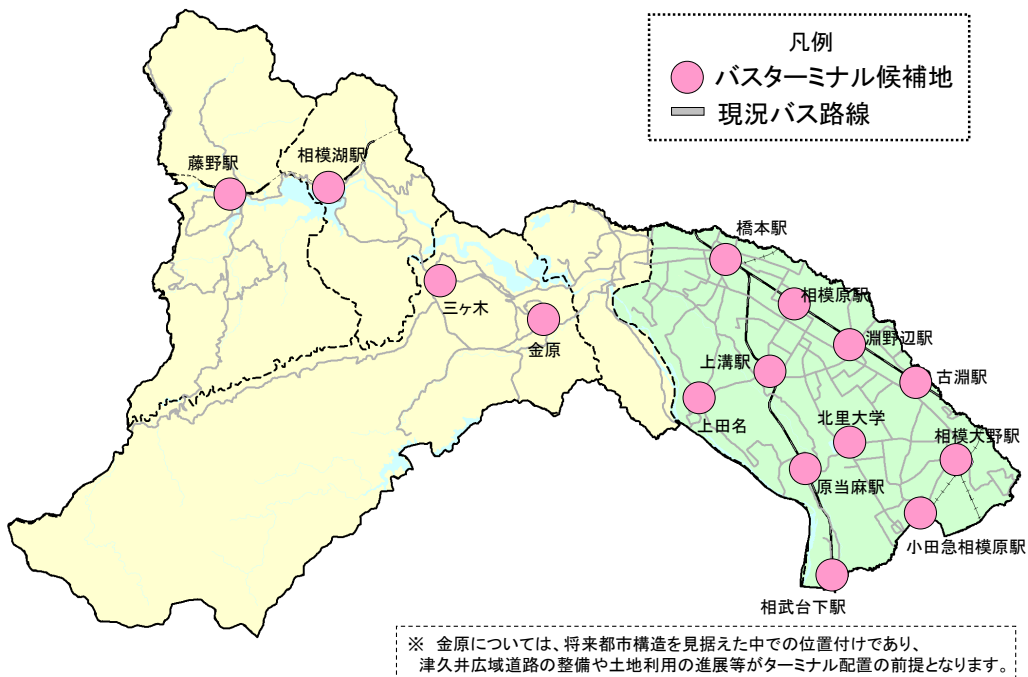 凡例
バスターミナル候補地
現況バス路線
藤野駅
相模湖駅
橋本駅
三ヶ木
相模原駅
金原
淵野辺駅
上溝駅
古淵駅
上田名
北里大学
相模大野駅
原当麻駅
小田急相模原駅
相武台下駅
※ 金原については、将来都市構造を見据えた中での位置付けであり、
津久井広域道路の整備や土地利用の進展等がターミナル配置の前提となります。